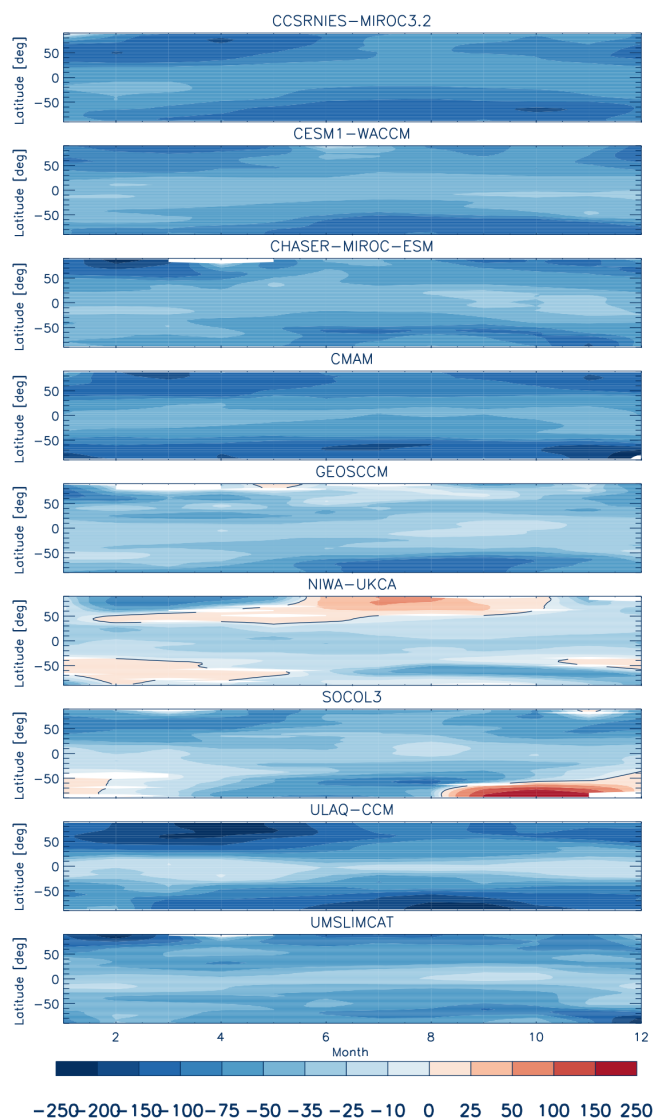 CCSRNIES−MIROC3.2
Latitude [deg]
50
0
−50
CESM1−WACCM
Latitude [deg]
50
0
−50
CHASER−MIROC−ESM
Latitude [deg]
50
0
−50
CMAM
Latitude [deg]
50
0
−50
GEOSCCM
Latitude [deg]
50
0
−50
NIWA−UKCA
Latitude [deg]
50
0
−50
SOCOL3
Latitude [deg]
50
0
−50
ULAQ−CCM
Latitude [deg]
50
0
−50
UMSLIMCAT
Latitude [deg]
50
0
−50
2 4 6 8 10 12
Month
−250−200−100−75 −50 −35 −25 −10 0 25 50 100 150 250